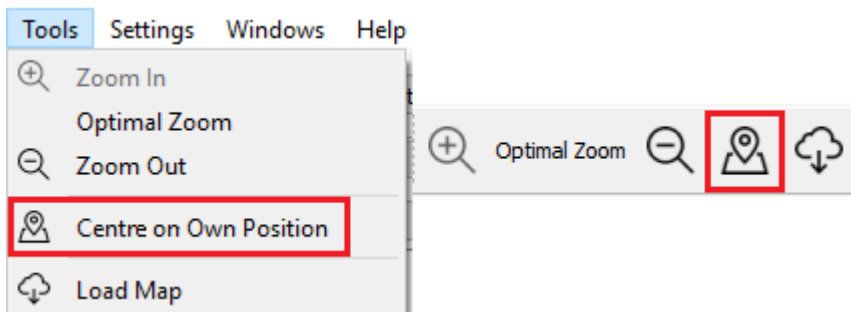 Tools Settings Windows Help
Zoom In
Optimal Zoom
Zoom Out
Centre on Own Position
Load Map
Optimal Zoom